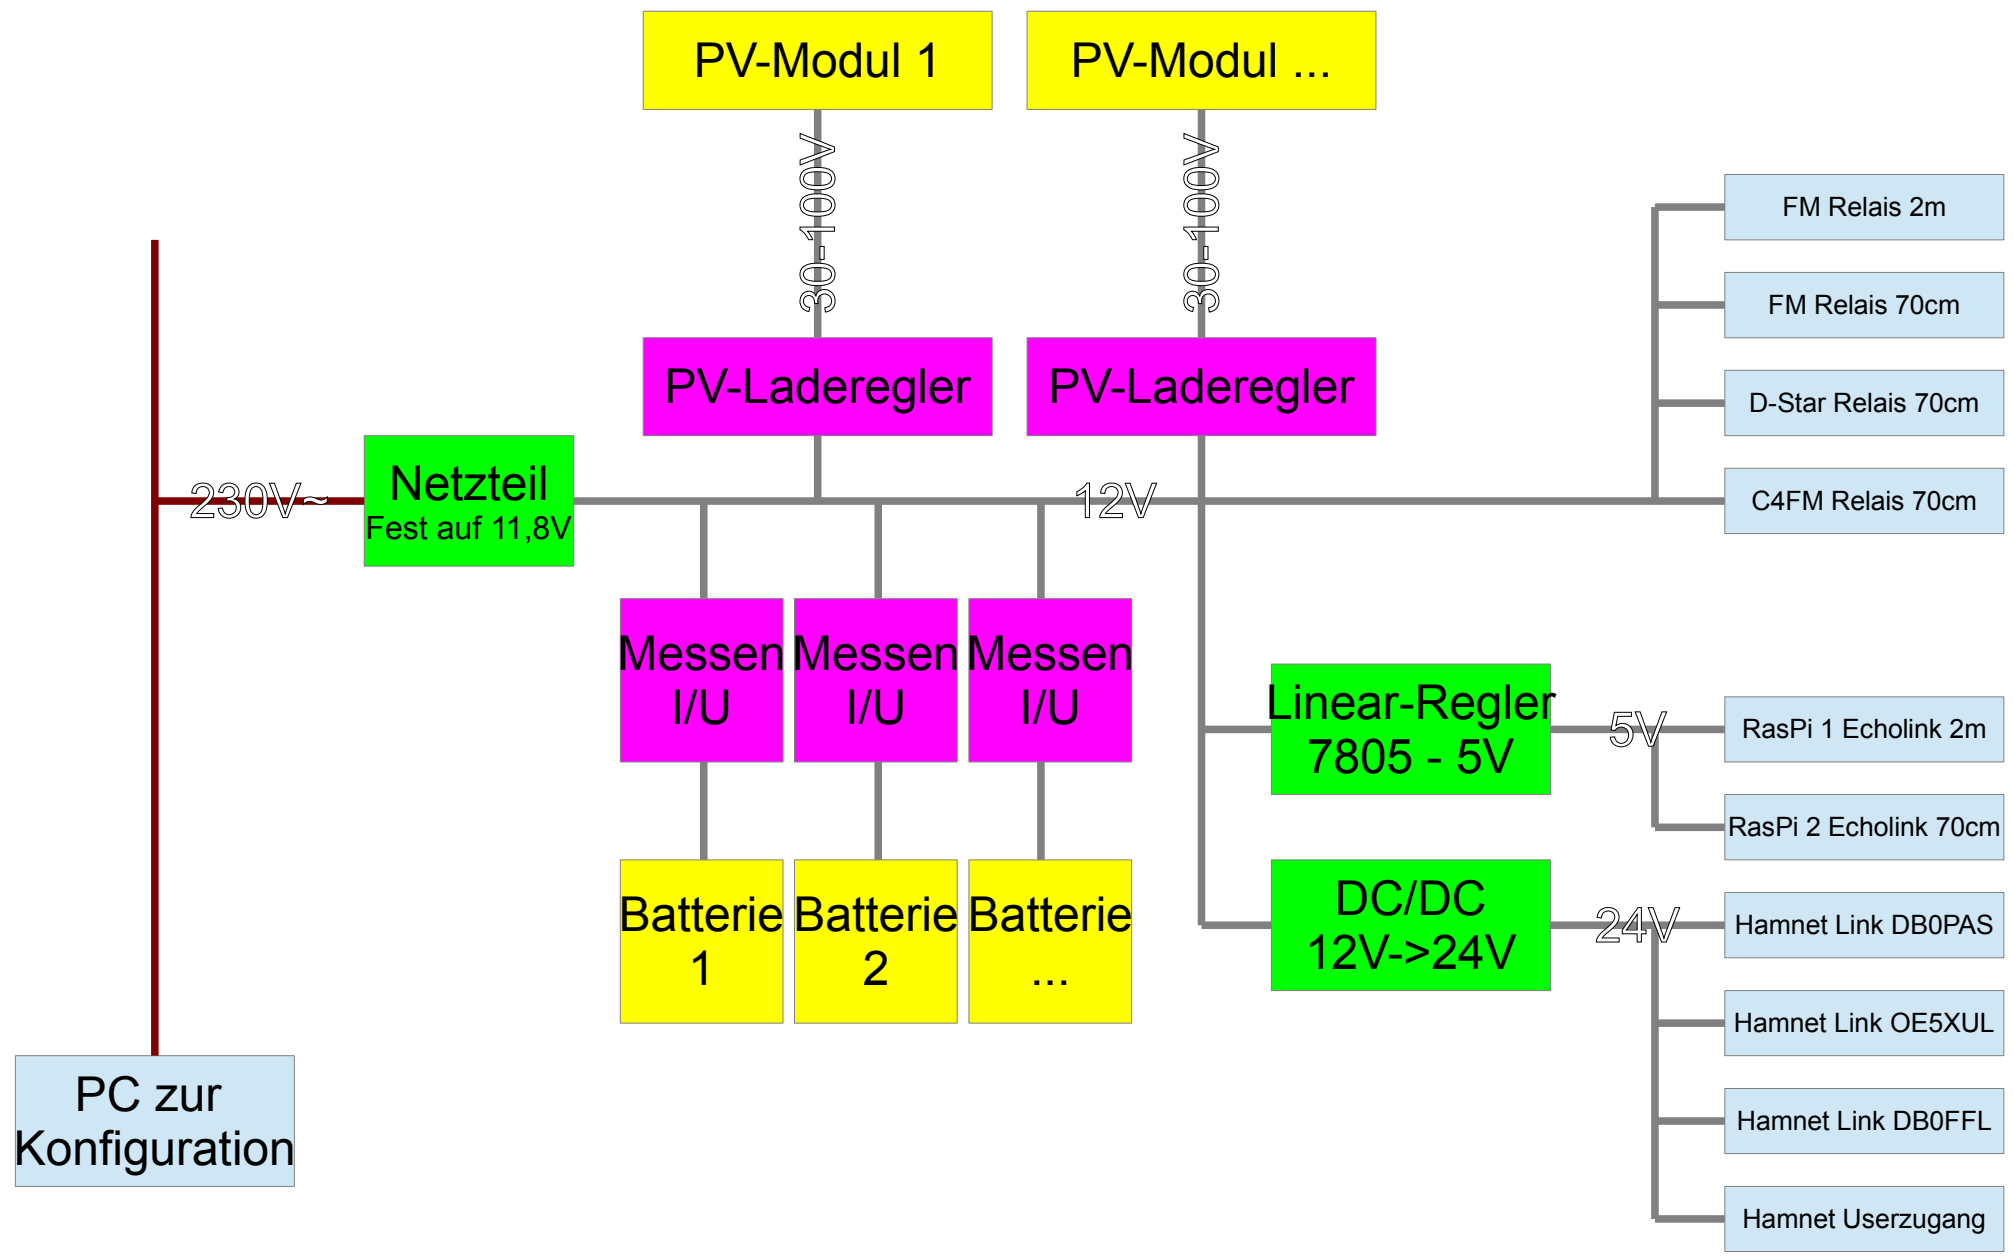 PV-Modul 1
PV-Modul ...
30-100V
30-100V
FM Relais 2m
FM Relais 70cm
D-Star Relais 70cm
C4FM Relais 70cm
PV-Laderegler
PV-Laderegler
230V~
Netzteil
Fest auf 11,8V
12V
Messen
I/U
Messen
I/U
Messen
I/U
Linear-Regler
7805 - 5V
5V
RasPi 1 Echolink 2m
RasPi 2 Echolink 70cm
Batterie
1
Batterie
2
Batterie
...
DC/DC
12V->24V
24V
Hamnet Link DB0PAS
Hamnet Link OE5XUL
Hamnet Link DB0FFL
Hamnet Userzugang
PC zur
Konfiguration